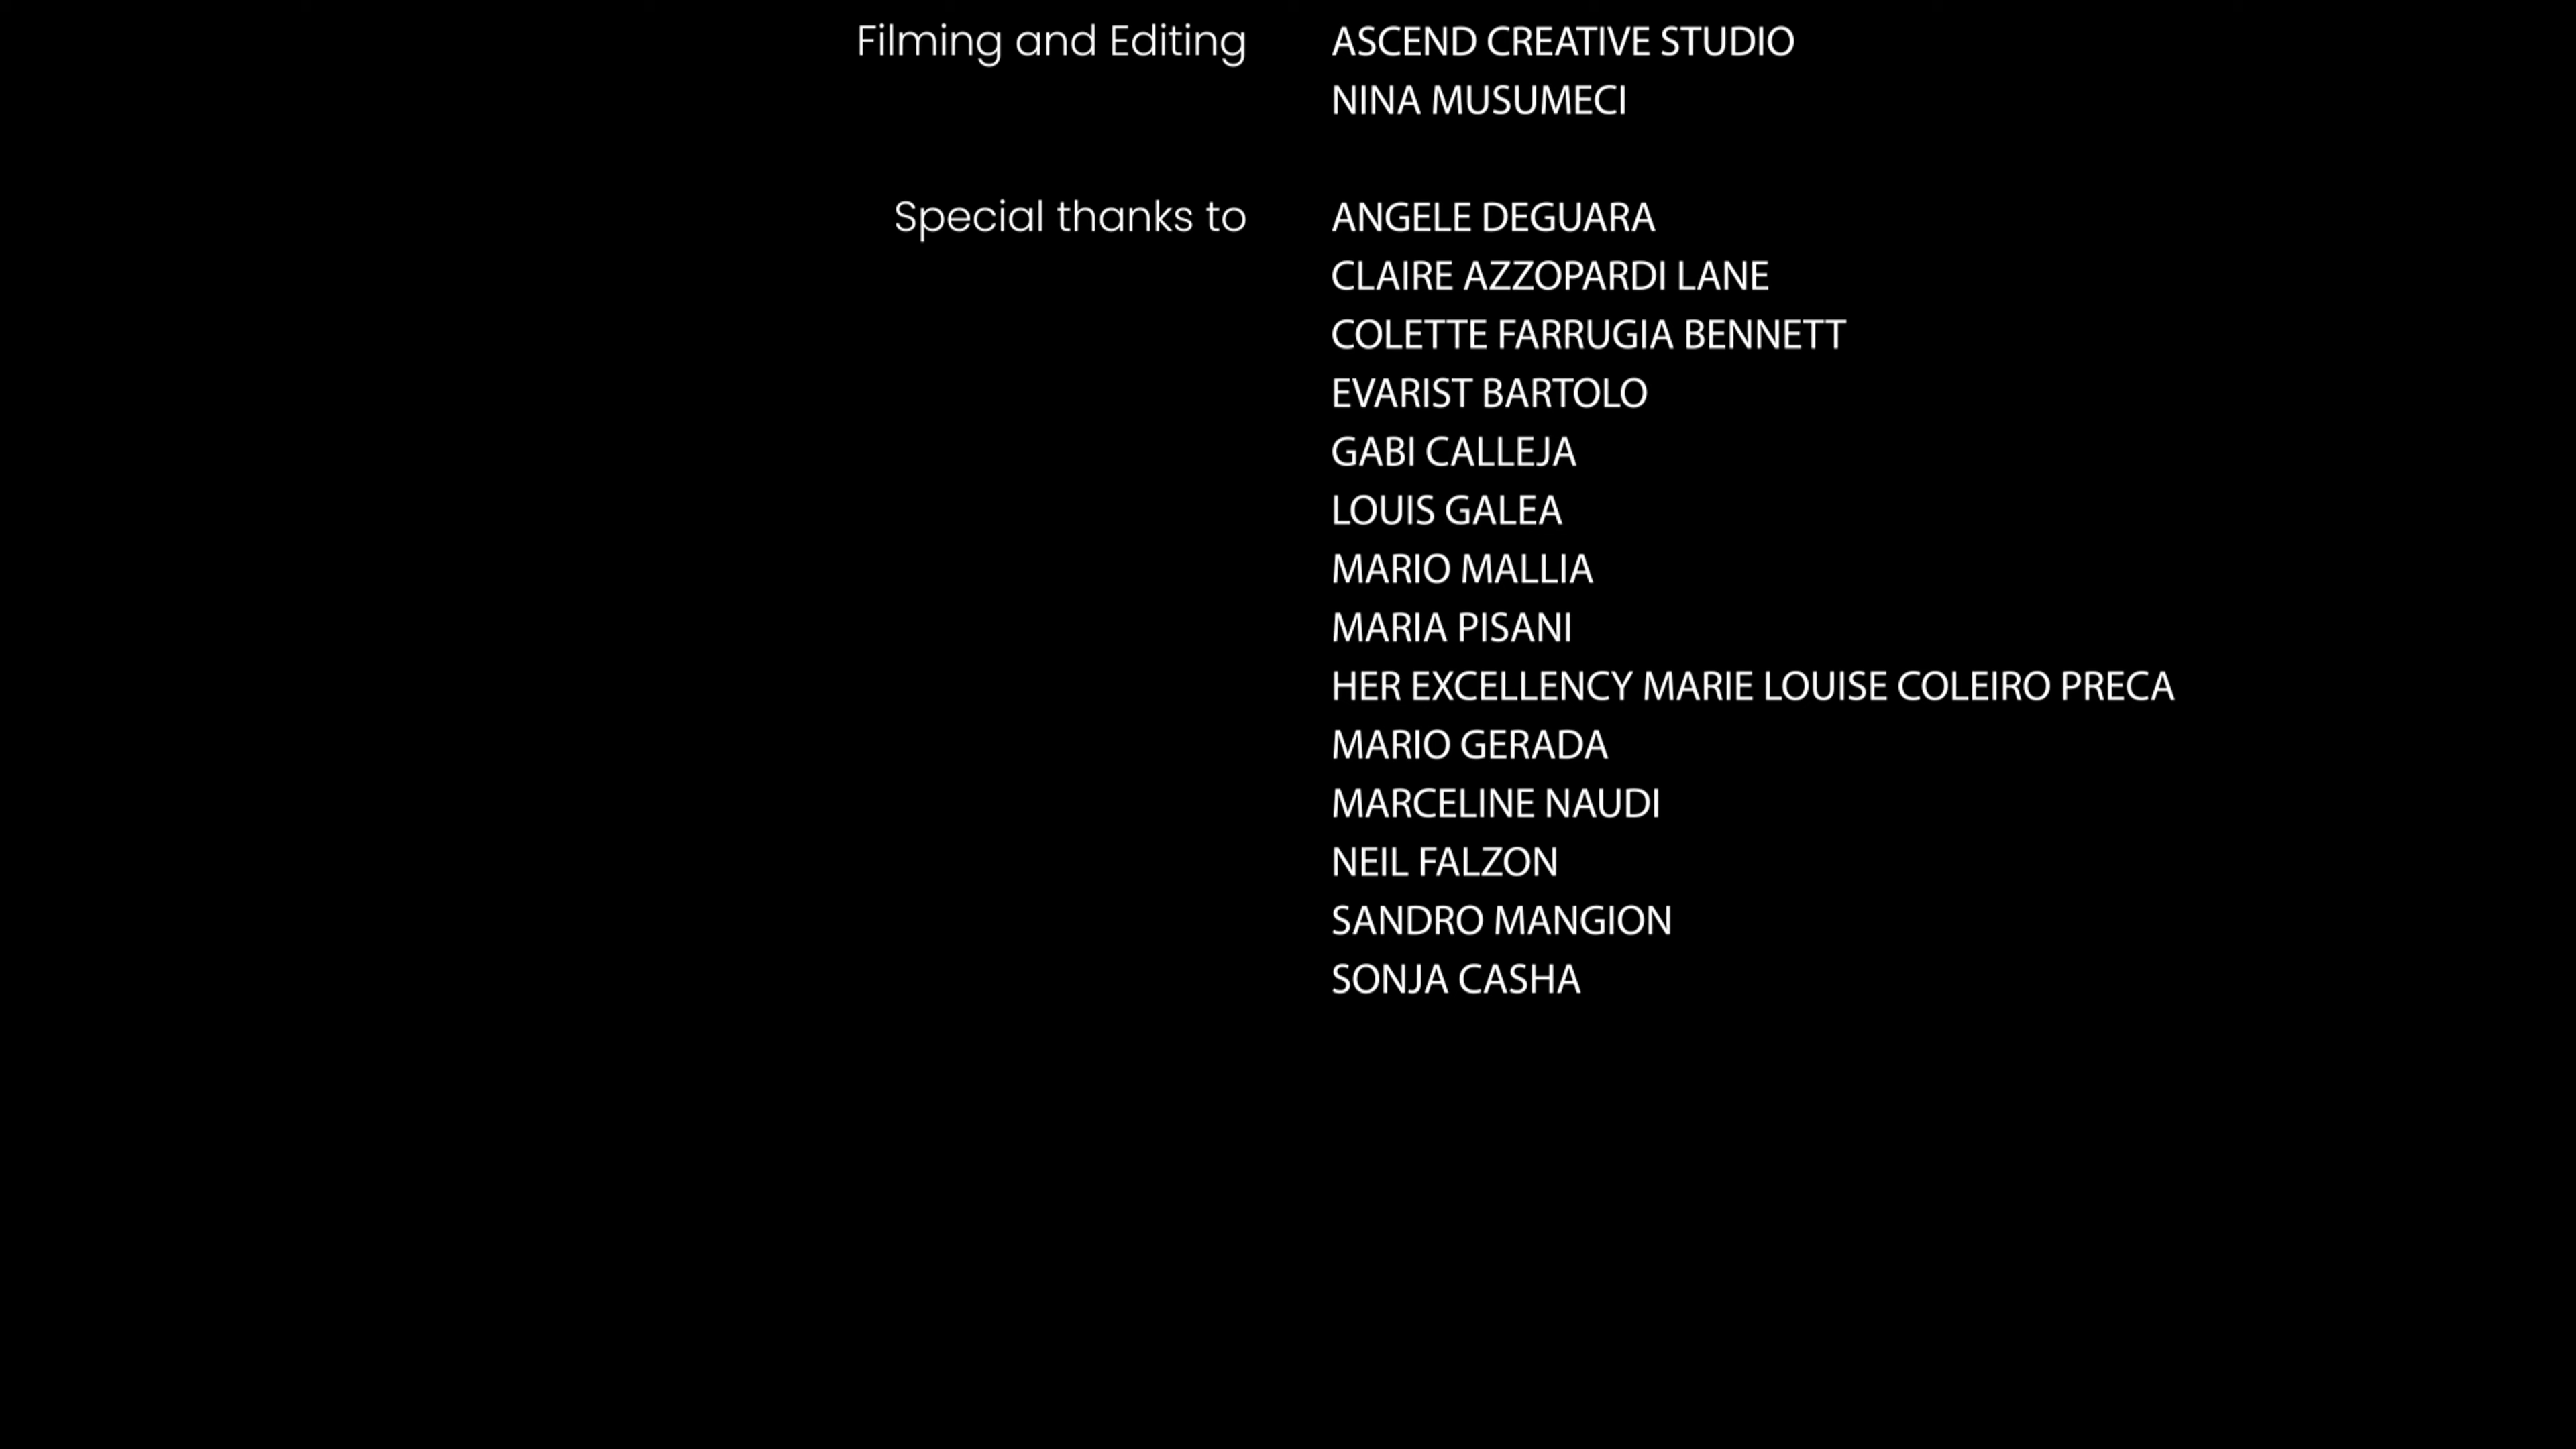 Filming and Editing ASCEND CREATIVE STUDIO
NINA MUSUMECI
Special thanks to ANGELE DEGUARA
CLAIRE AZZOPARDI LANE
COLETTE FARRUGIA BENNETT
EVARIST BARTOLO
GABI CALLEJA
LOUIS GALEA
MARIO MALLIA
MARIA PISANI
HER EXCELLENCY MARIE LOUISE COLEIRO PRECA
MARIO GERADA
MARCELINE NAUDI
NEIL FALZON
SANDRO MANGION
SONJA CASHA